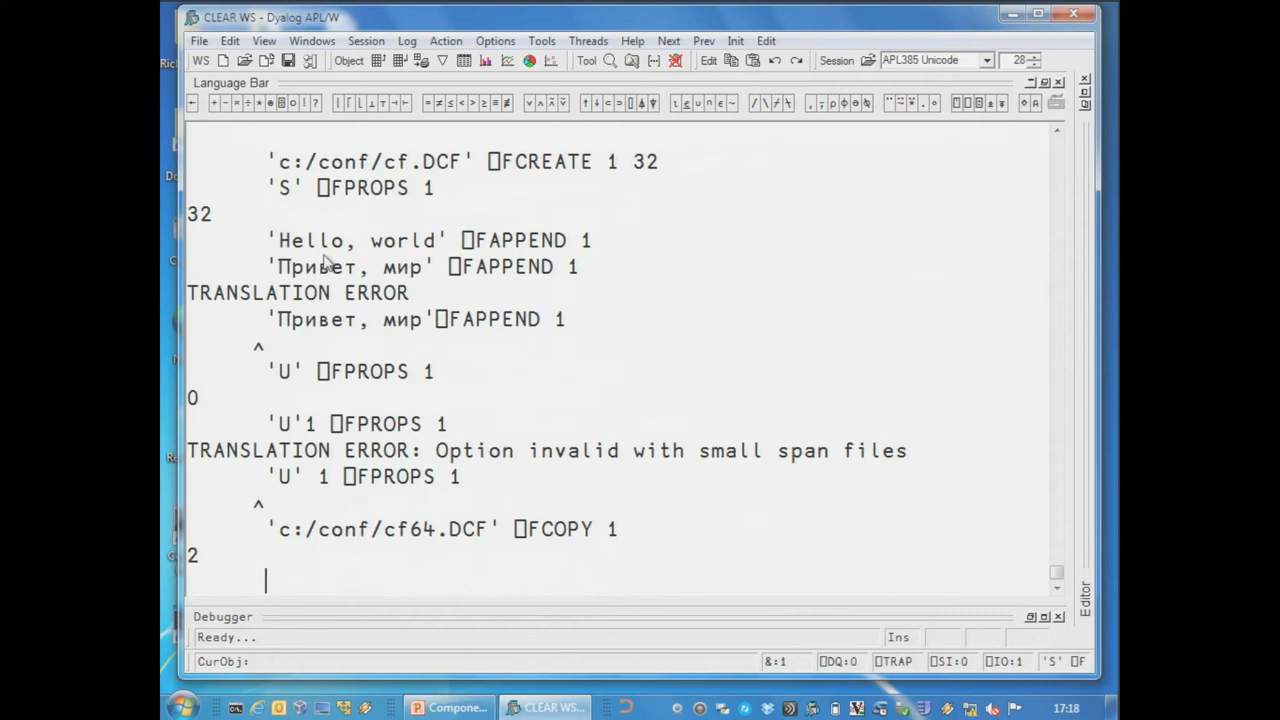 CLEAR WS - Dyalog APL/W
File Edit View Windows Session Log Action Options Tools Threads Help Next Prev Init Edit
WS Object Tool Edit Session APL385 Unicode 28
Language Bar
'c:/conf/cf.DCF' ⎕FCREATE 1 32
'S' ⎕FPROPS 1
32
'Hello, world' ⎕FAPPEND 1
'Привет, мир' ⎕FAPPEND 1
TRANSLATION ERROR
'Привет, мир'⎕FAPPEND 1
^
'U' ⎕FPROPS 1
0
'U'1 ⎕FPROPS 1
TRANSLATION ERROR: Option invalid with small span files
'U' 1 ⎕FPROPS 1
^
'c:/conf/cf64.DCF' ⎕FCOPY 1
2
Editor
Debugger
Ready...
Ins
CurObj:
&:1 ⎕DQ:0 ⎕TRAP ⎕SI:0 ⎕IO:1 'S' ⎕F
Compone... CLEAR WS... 17:18